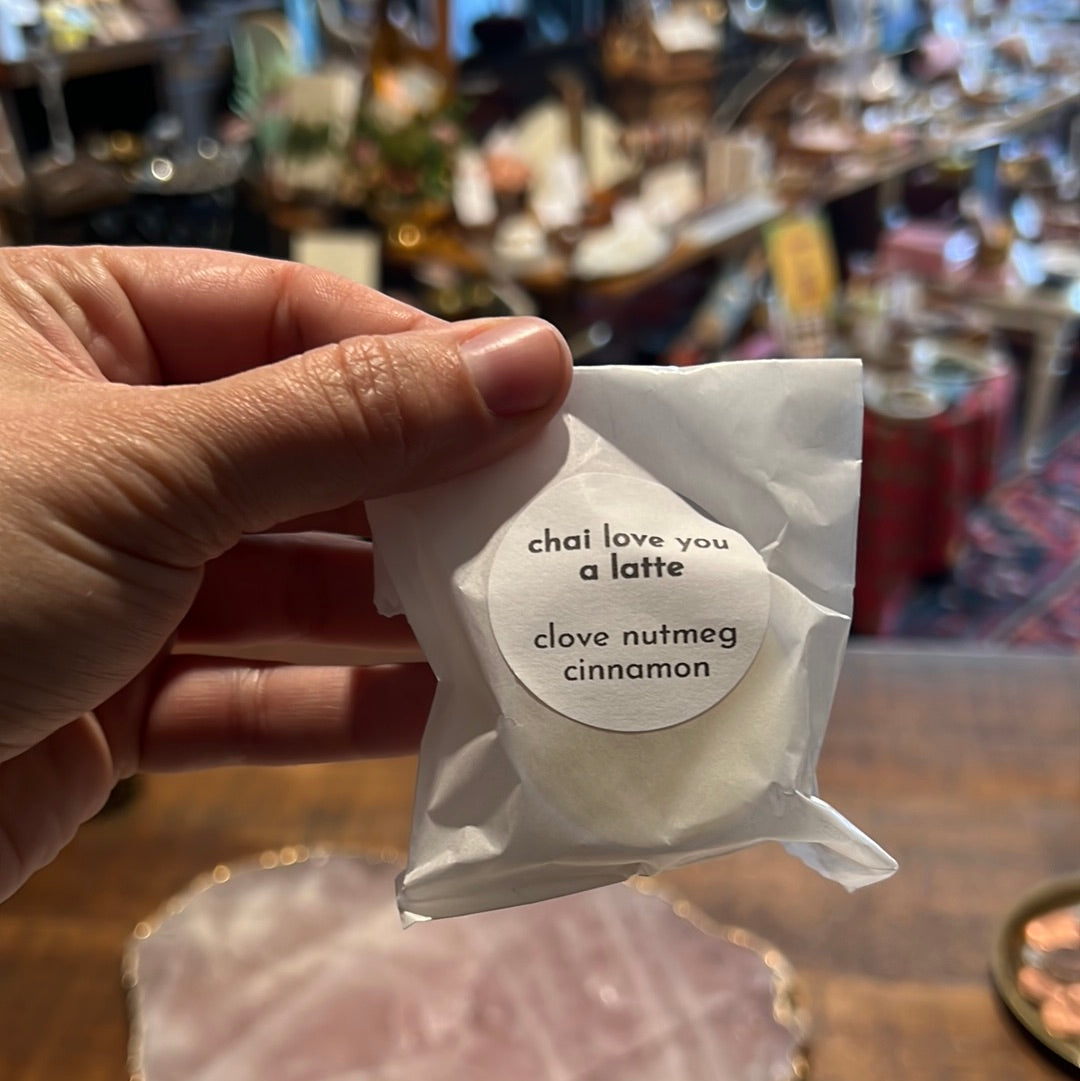 chai love you
a latte
clove nutmeg
cinnamon